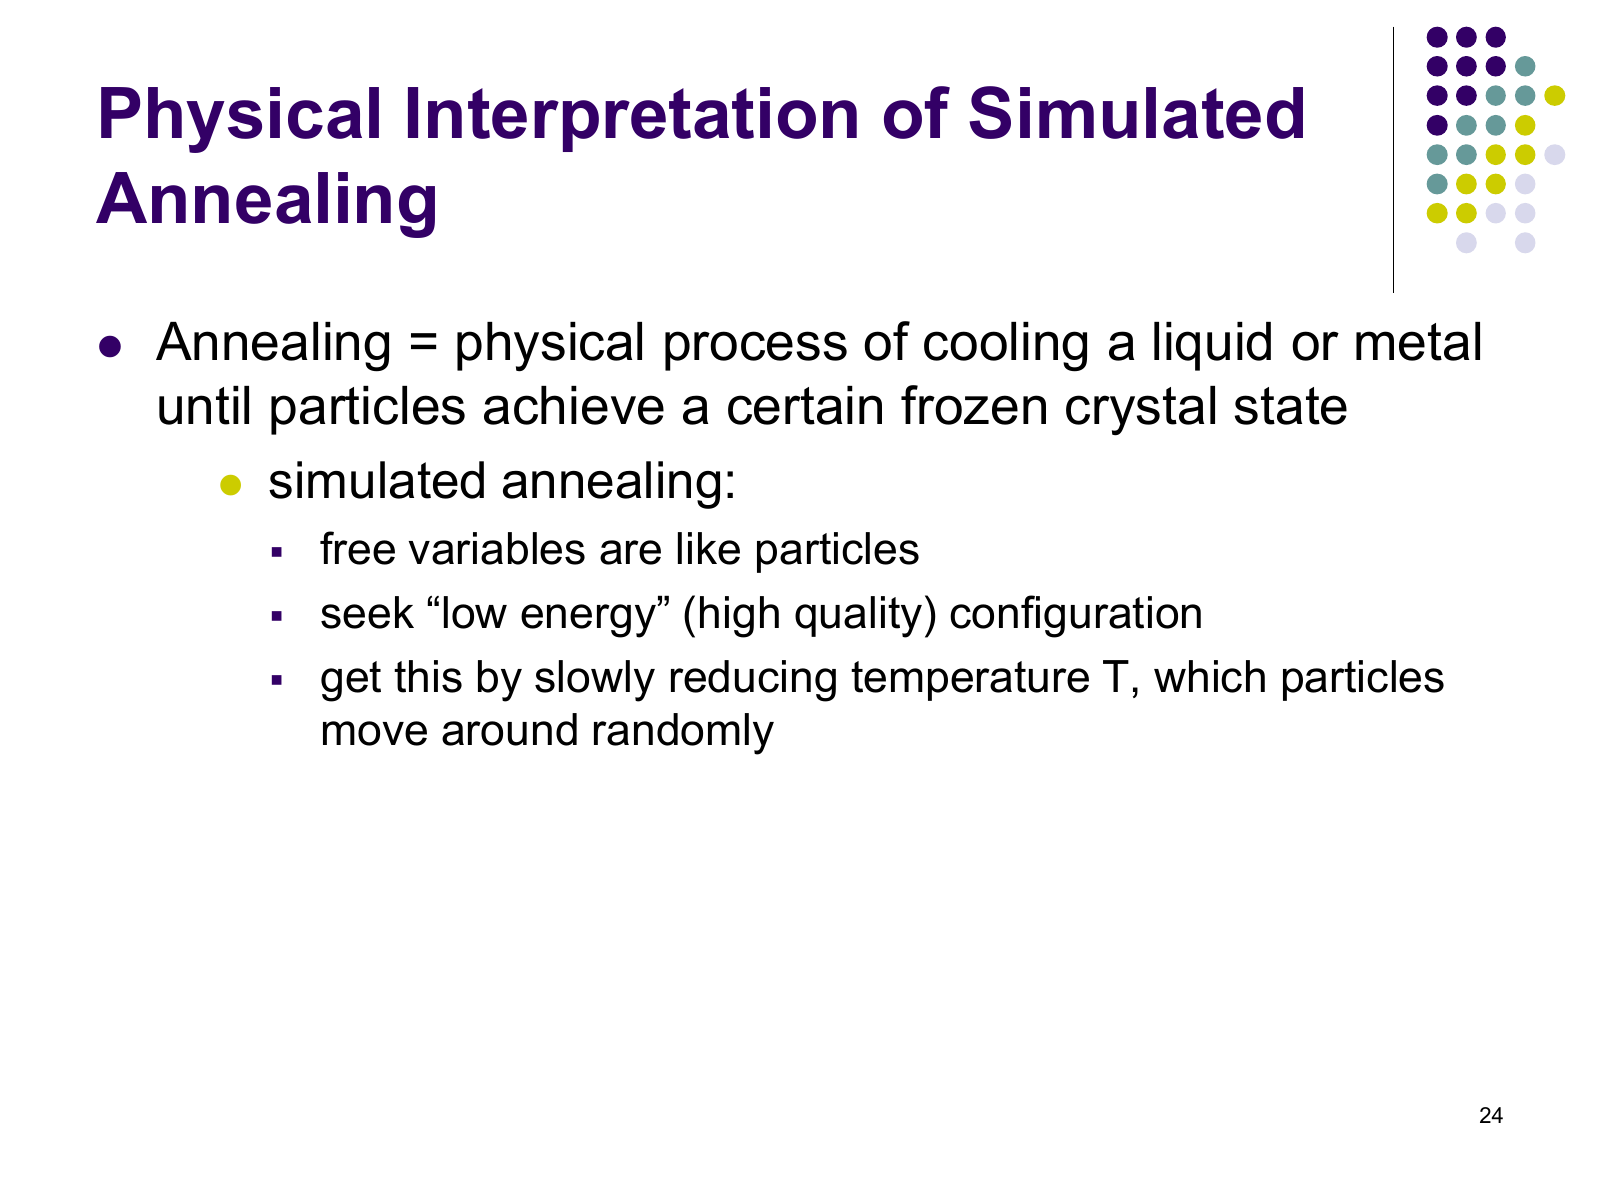 Physical Interpretation of Simulated
Annealing
● Annealing = physical process of cooling a liquid or metal
until particles achieve a certain frozen crystal state
● simulated annealing:
▪ free variables are like particles
▪ seek “low energy” (high quality) configuration
▪ get this by slowly reducing temperature T, which particles
move around randomly
24